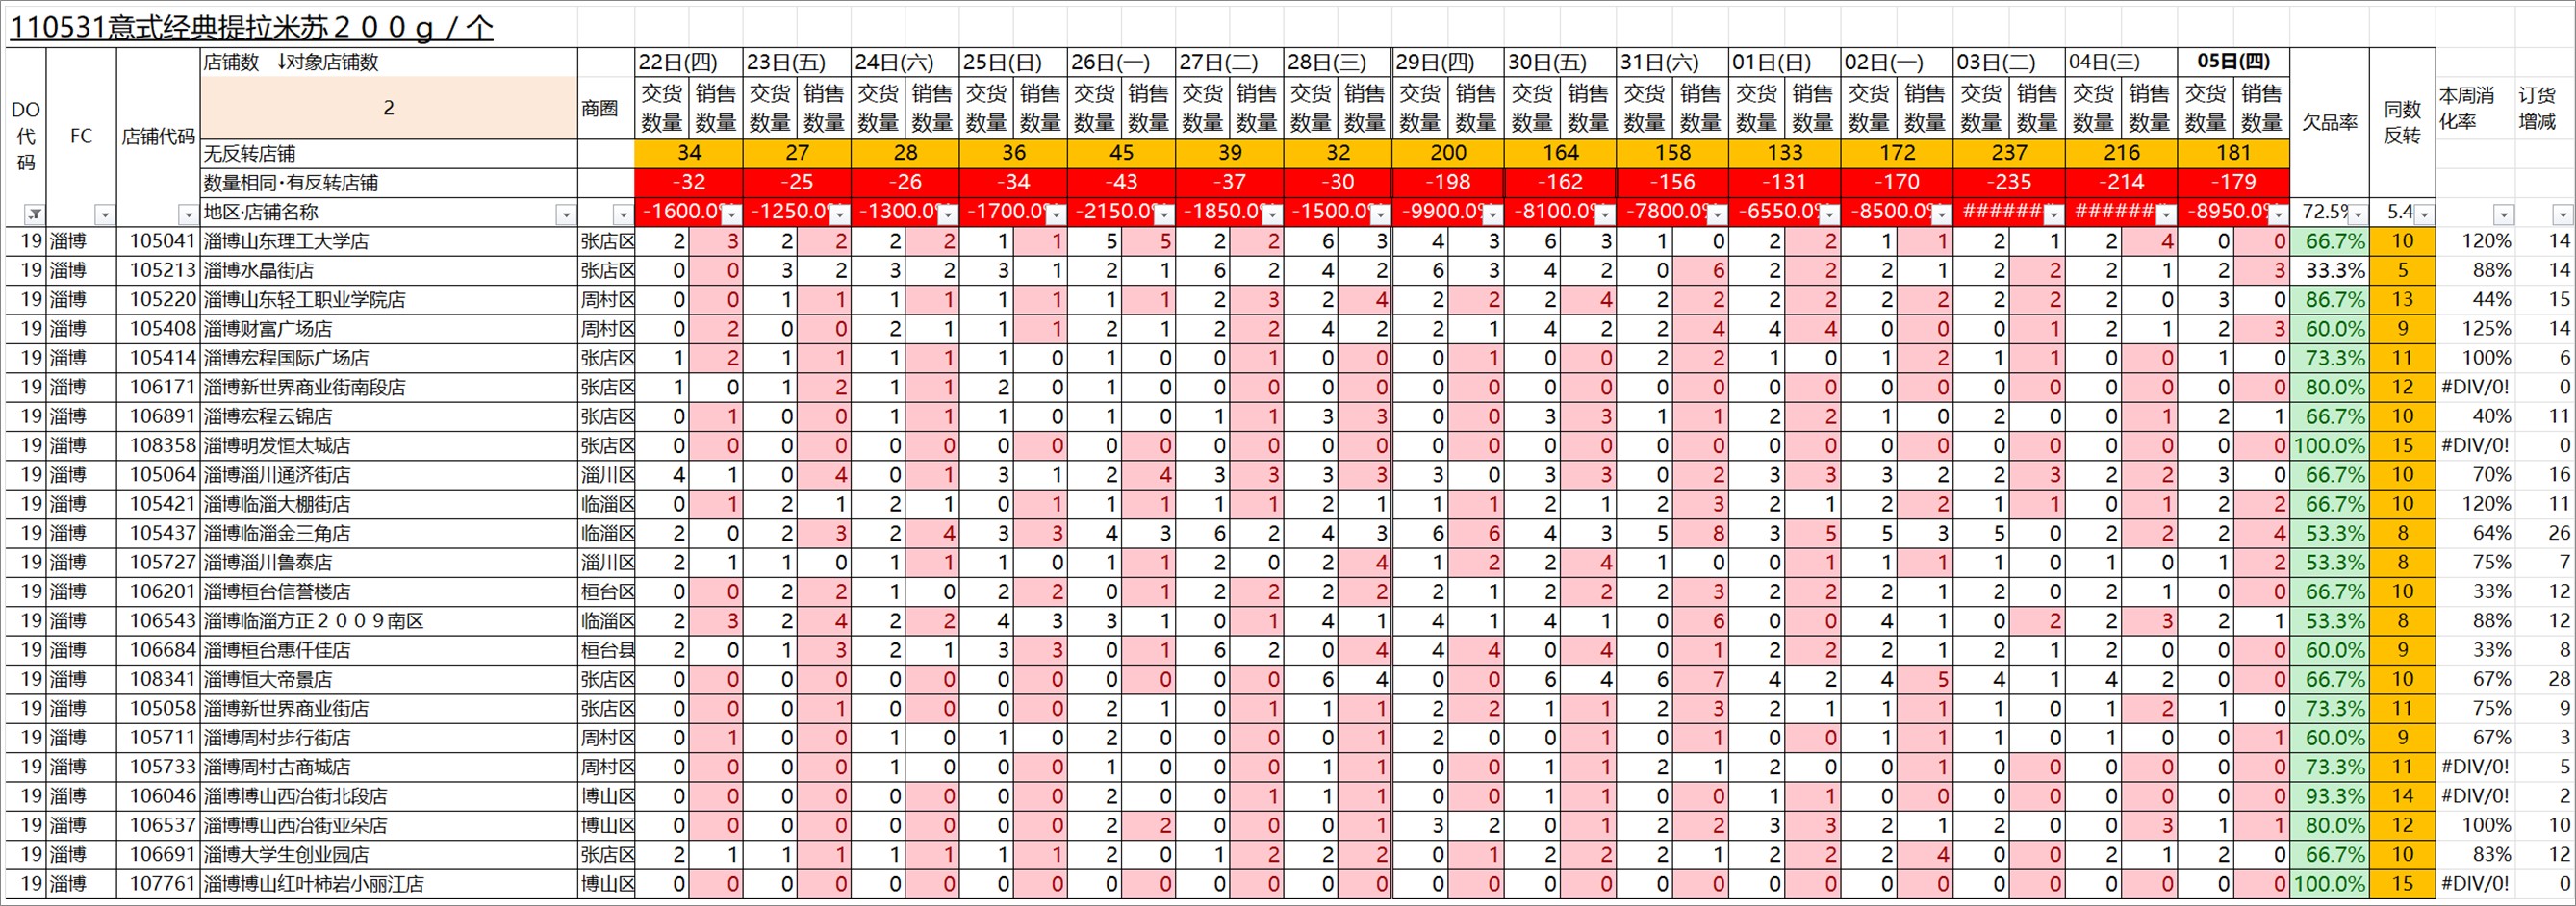 110531意式经典提拉米苏２００ｇ／个
DO代码 FC 店铺代码 店铺数 ↓对象店铺数 商圈 22日(四) 23日(五) 24日(六) 25日(日) 26日(一) 27日(二) 28日(三) 29日(四) 30日(五) 31日(六) 01日(日) 02日(一) 03日(二) 04日(三) 05日(四) 欠品率 同数反转 本周消化率 订货增减
2 交货数量 销售数量 交货数量 销售数量 交货数量 销售数量 交货数量 销售数量 交货数量 销售数量 交货数量 销售数量 交货数量 销售数量 交货数量 销售数量 交货数量 销售数量 交货数量 销售数量 交货数量 销售数量 交货数量 销售数量 交货数量 销售数量 交货数量 销售数量 交货数量 销售数量
无反转店铺 34 27 28 36 45 39 32 200 164 158 133 172 237 216 181
数量相同·有反转店铺 -32 -25 -26 -34 -43 -37 -30 -198 -162 -156 -131 -170 -235 -214 -179
地区·店铺名称 -1600.0% -1250.0% -1300.0% -1700.0% -2150.0% -1850.0% -1500.0% -9900.0% -8100.0% -7800.0% -6550.0% -8500.0% ####### ####### -8950.0% 72.5% 5.4
19 淄博 105041 淄博山东理工大学店 张店区 2 3 2 2 2 2 1 1 5 5 2 2 6 3 4 3 6 3 1 0 2 2 1 1 2 1 2 4 0 0 66.7% 10 120% 14
19 淄博 105213 淄博水晶街店 张店区 0 0 3 2 3 2 3 1 2 1 6 2 4 2 6 3 4 2 0 6 2 2 2 1 2 2 2 1 2 3 33.3% 5 88% 14
19 淄博 105220 淄博山东轻工职业学院店 周村区 0 0 1 1 1 1 1 1 1 1 2 3 2 4 2 2 2 4 2 2 2 2 2 2 2 2 2 0 3 0 86.7% 13 44% 15
19 淄博 105408 淄博财富广场店 周村区 0 2 0 0 2 1 1 1 2 1 2 2 4 2 2 1 4 2 2 4 4 4 0 0 0 1 2 1 2 3 60.0% 9 125% 14
19 淄博 105414 淄博宏程国际广场店 张店区 1 2 1 1 1 1 1 0 1 0 0 1 0 0 0 1 0 0 2 2 1 0 1 2 1 1 0 0 1 0 73.3% 11 100% 6
19 淄博 106171 淄博新世界商业街南段店 张店区 1 0 1 2 1 1 2 0 1 0 0 0 0 0 0 0 0 0 0 0 0 0 0 0 0 0 0 0 0 0 80.0% 12 #DIV/0! 0
19 淄博 106891 淄博宏程云锦店 张店区 0 1 0 0 1 1 1 0 1 0 1 1 3 3 0 0 3 3 1 1 2 2 1 0 2 0 0 1 2 1 66.7% 10 40% 11
19 淄博 108358 淄博明发恒太城店 张店区 0 0 0 0 0 0 0 0 0 0 0 0 0 0 0 0 0 0 0 0 0 0 0 0 0 0 0 0 0 0 100.0% 15 #DIV/0! 0
19 淄博 105064 淄博淄川通济街店 淄川区 4 1 0 4 0 1 3 1 2 4 3 3 3 3 3 0 3 3 0 2 3 3 3 2 2 3 2 2 3 0 66.7% 10 70% 16
19 淄博 105421 淄博临淄大棚街店 临淄区 0 1 2 1 2 1 0 1 1 1 1 1 2 1 1 1 2 1 2 3 2 1 2 2 1 1 0 1 2 2 66.7% 10 120% 11
19 淄博 105437 淄博临淄金三角店 临淄区 2 0 2 3 2 4 3 3 4 3 6 2 4 3 6 6 4 3 5 8 3 5 5 3 5 0 2 2 2 4 53.3% 8 64% 26
19 淄博 105727 淄博淄川鲁泰店 淄川区 2 1 1 0 1 1 1 0 1 1 2 0 2 4 1 2 2 4 1 0 0 1 1 1 1 0 1 0 1 2 53.3% 8 75% 7
19 淄博 106201 淄博桓台信誉楼店 桓台区 0 0 2 2 1 0 2 2 0 1 2 2 2 2 2 1 2 2 2 3 2 2 2 1 2 0 2 1 0 0 66.7% 10 33% 12
19 淄博 106543 淄博临淄方正２００９南区 临淄区 2 3 2 4 2 2 4 3 3 1 0 1 4 1 4 1 4 1 0 6 0 0 4 1 0 2 2 3 2 1 53.3% 8 88% 12
19 淄博 106684 淄博桓台惠仟佳店 桓台县 2 0 1 3 2 1 3 3 0 1 6 2 0 4 4 4 0 4 0 1 2 2 2 1 2 1 2 0 0 0 60.0% 9 33% 8
19 淄博 108341 淄博恒大帝景店 张店区 0 0 0 0 0 0 0 0 0 0 0 0 6 4 0 0 6 4 6 7 4 2 4 5 4 1 4 2 0 0 66.7% 10 67% 28
19 淄博 105058 淄博新世界商业街店 张店区 0 0 0 1 0 0 0 0 2 1 0 1 1 1 2 2 1 1 2 3 2 1 1 1 1 0 1 2 1 0 73.3% 11 75% 9
19 淄博 105711 淄博周村步行街店 周村区 0 1 0 0 1 0 1 0 2 0 0 0 0 1 2 0 0 1 0 1 0 0 1 1 1 0 1 0 0 1 60.0% 9 67% 3
19 淄博 105733 淄博周村古商城店 周村区 0 0 0 0 1 0 0 0 1 0 0 0 1 1 0 0 1 1 2 1 2 0 0 1 0 0 0 0 0 0 73.3% 11 #DIV/0! 5
19 淄博 106046 淄博博山西冶街北段店 博山区 0 0 0 0 0 0 0 0 2 0 0 1 1 1 0 0 1 1 0 0 1 1 0 0 0 0 0 0 0 0 93.3% 14 #DIV/0! 2
19 淄博 106537 淄博博山西冶街亚朵店 博山区 0 0 0 0 0 0 0 0 2 2 0 0 0 1 3 2 0 1 2 2 3 3 2 1 2 0 0 3 1 1 80.0% 12 100% 10
19 淄博 106691 淄博大学生创业园店 张店区 2 1 1 1 1 1 1 1 2 0 1 2 2 2 0 1 2 2 2 1 2 2 2 4 0 0 2 1 2 0 66.7% 10 83% 12
19 淄博 107761 淄博博山红叶柿岩小丽江店 博山区 0 0 0 0 0 0 0 0 0 0 0 0 0 0 0 0 0 0 0 0 0 0 0 0 0 0 0 0 0 0 100.0% 15 #DIV/0! 0